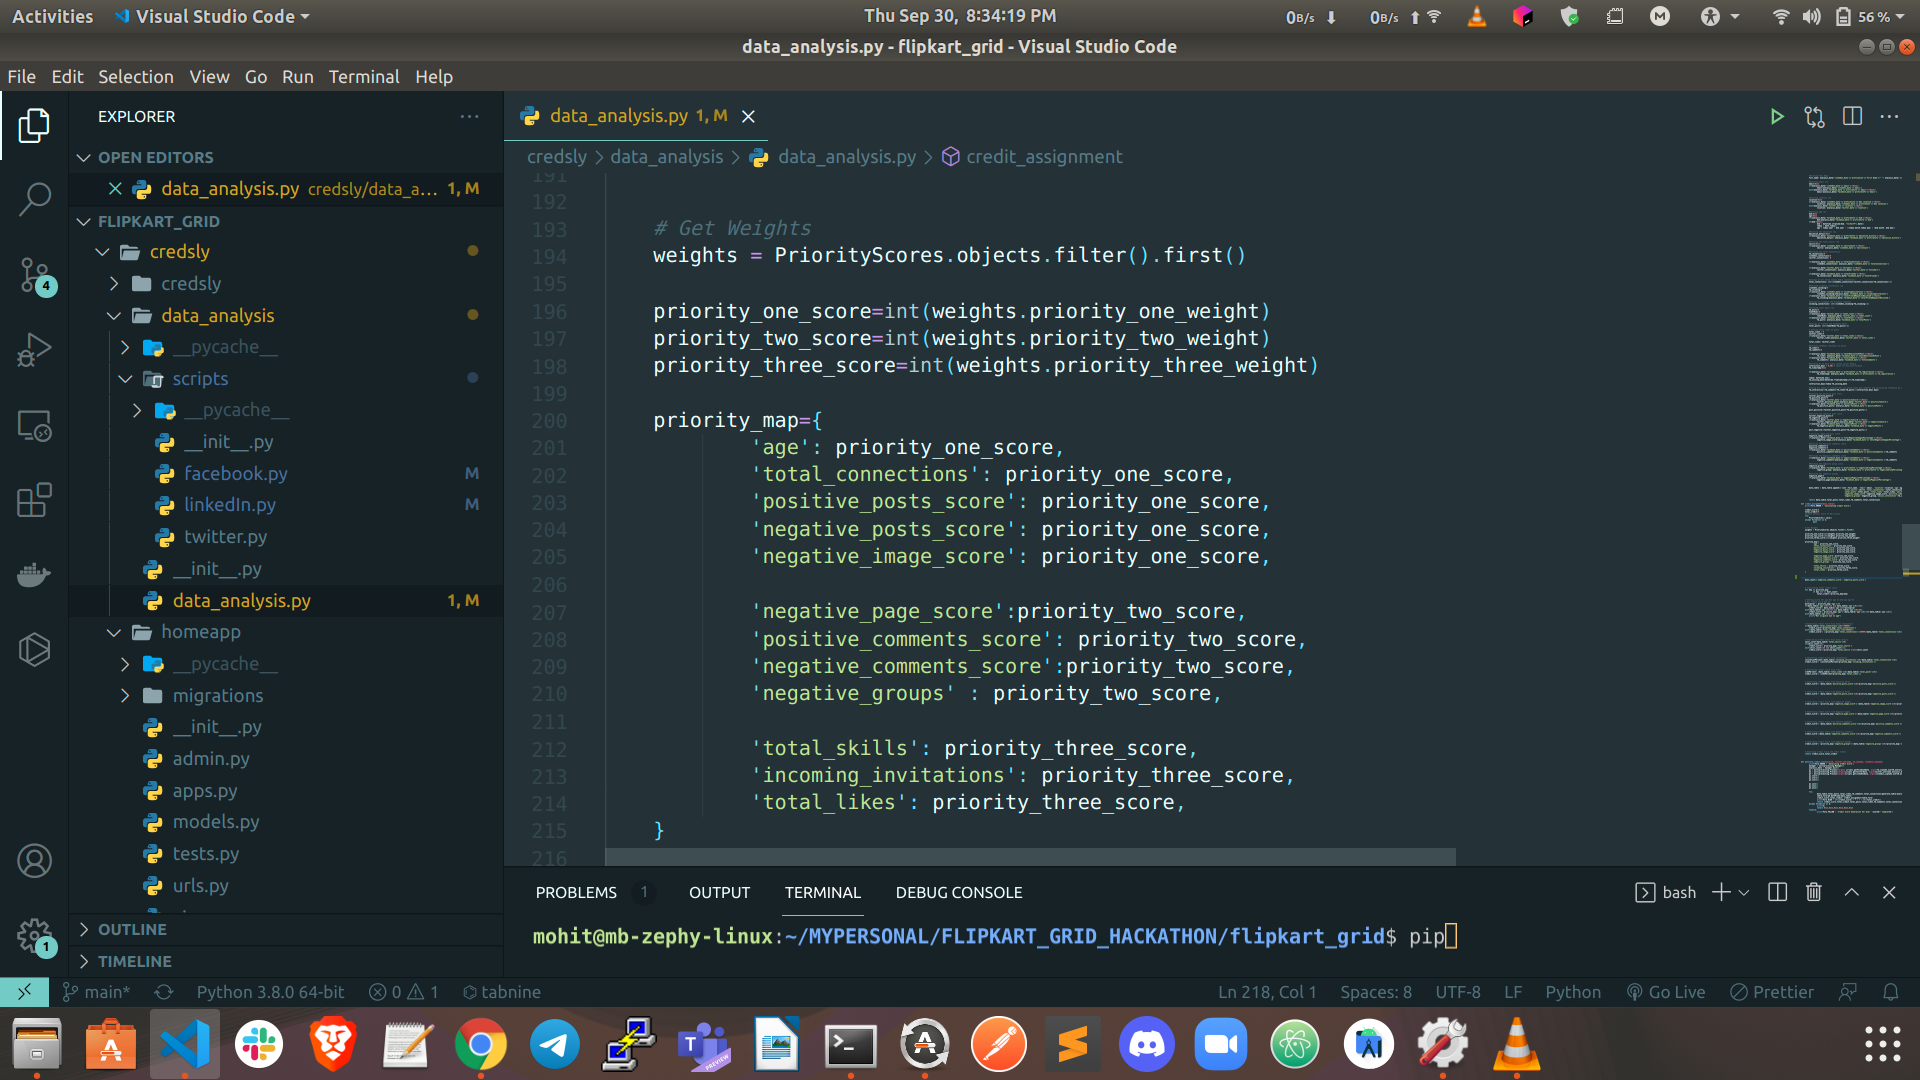 Activities
Visual Studio Code
Thu Sep 30, 8:34:19 PM
0B/s
0B/s
M
56 %
data_analysis.py - flipkart_grid - Visual Studio Code
File Edit Selection View Go Run Terminal Help
EXPLORER
OPEN EDITORS
data_analysis.py credsly/data_a... 1, M
FLIPKART_GRID
credsly
credsly
data_analysis
__pycache__
scripts
__pycache__
__init__.py
facebook.py M
linkedIn.py M
twitter.py
__init__.py
data_analysis.py 1, M
homeapp
__pycache__
migrations
__init__.py
admin.py
apps.py
models.py
tests.py
urls.py
OUTLINE
TIMELINE
4
1
data_analysis.py 1, M
credsly > data_analysis > data_analysis.py > credit_assignment
191
192
193 # Get Weights
194 weights = PriorityScores.objects.filter().first()
195
196 priority_one_score=int(weights.priority_one_weight)
197 priority_two_score=int(weights.priority_two_weight)
198 priority_three_score=int(weights.priority_three_weight)
199
200 priority_map={
201 'age': priority_one_score,
202 'total_connections': priority_one_score,
203 'positive_posts_score': priority_one_score,
204 'negative_posts_score': priority_one_score,
205 'negative_image_score': priority_one_score,
206
207 'negative_page_score':priority_two_score,
208 'positive_comments_score': priority_two_score,
209 'negative_comments_score':priority_two_score,
210 'negative_groups' : priority_two_score,
211
212 'total_skills': priority_three_score,
213 'incoming_invitations': priority_three_score,
214 'total_likes': priority_three_score,
215 }
216
PROBLEMS 1 OUTPUT TERMINAL DEBUG CONSOLE
bash
mohit@mb-zephy-linux:~/MYPERSONAL/FLIPKART_GRID_HACKATHON/flipkart_grid$ pip
main* Python 3.8.0 64-bit 0 1 tabnine
Ln 218, Col 1 Spaces: 8 UTF-8 LF Python Go Live Prettier